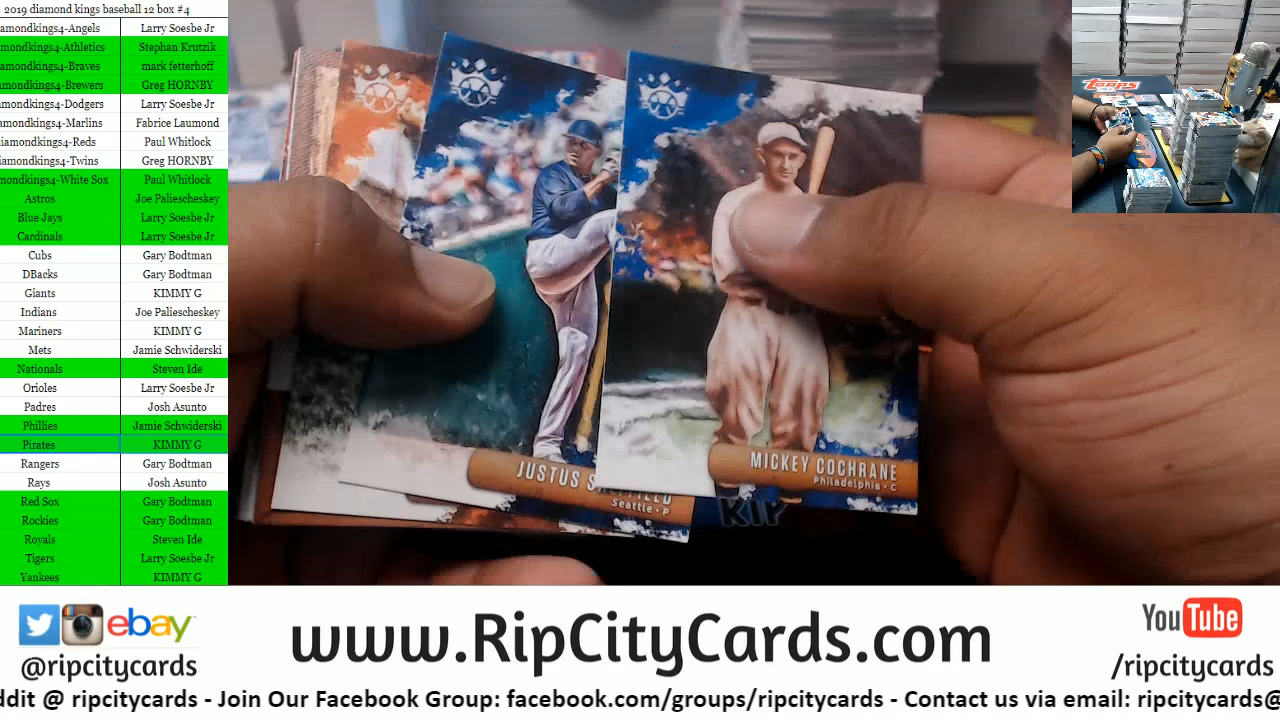 2019 diamond kings baseball 12 box #4
amondkings4-Angels Larry Soesbe Jr
mondkings4-Athletics Stephan Krutzik
amondkings4-Braves mark fetterhoff
mondkings4-Brewers Greg HORNBY
mondkings4-Dodgers Larry Soesbe Jr
amondkings4-Marlins Fabrice Laumond
iamondkings4-Reds Paul Whitlock
iamondkings4-Twins Greg HORNBY
mondkings4-White Sox Paul Whitlock
Astros Joe Paliescheskey
Blue Jays Larry Soesbe Jr
Cardinals Larry Soesbe Jr
Cubs Gary Bodtman
DBacks Gary Bodtman
Giants KIMMY G
Indians Joe Paliescheskey
Mariners KIMMY G
Mets Jamie Schwiderski
Nationals Steven Ide
Orioles Larry Soesbe Jr
Padres Josh Asunto
Phillies Jamie Schwiderski
Pirates KIMMY G
Rangers Gary Bodtman
Rays Josh Asunto
Red Sox Gary Bodtman
Rockies Gary Bodtman
Royals Steven Ide
Tigers Larry Soesbe Jr
Yankees KIMMY G
JUSTUS S
Seattle • P
MICKEY COCHRANE
Philadelphia • C
RIP
ebay
@ripcitycards
www.RipCityCards.com
YouTube
/ripcitycards
ddit @ ripcitycards - Join Our Facebook Group: facebook.com/groups/ripcitycards - Contact us via email: ripcitycards@